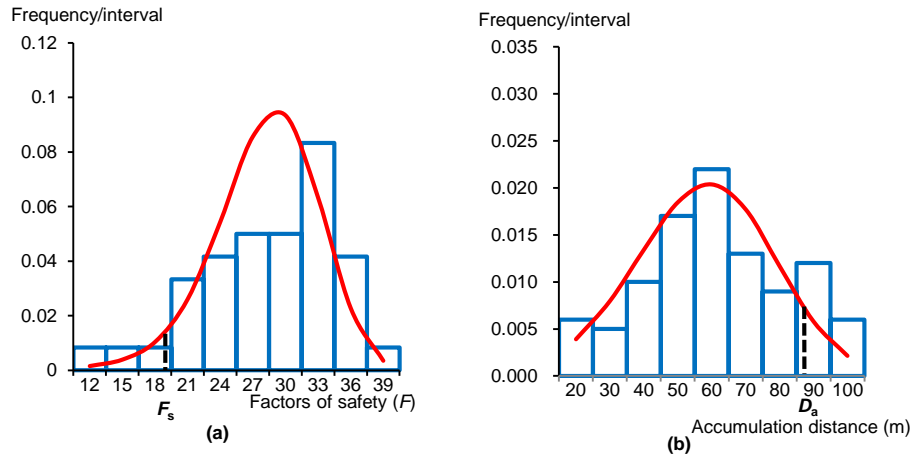 Frequency/interval
0.12
0.1
0.08
0.06
0.04
0.02
0
12 15 18 21 24 27 30 33 36 39
Fs
Factors of safety (F)
(a)
Frequency/interval
0.035
0.030
0.025
0.020
0.015
0.010
0.005
0.000
20 30 40 50 60 70 80 90 100
Da
Accumulation distance (m)
(b)